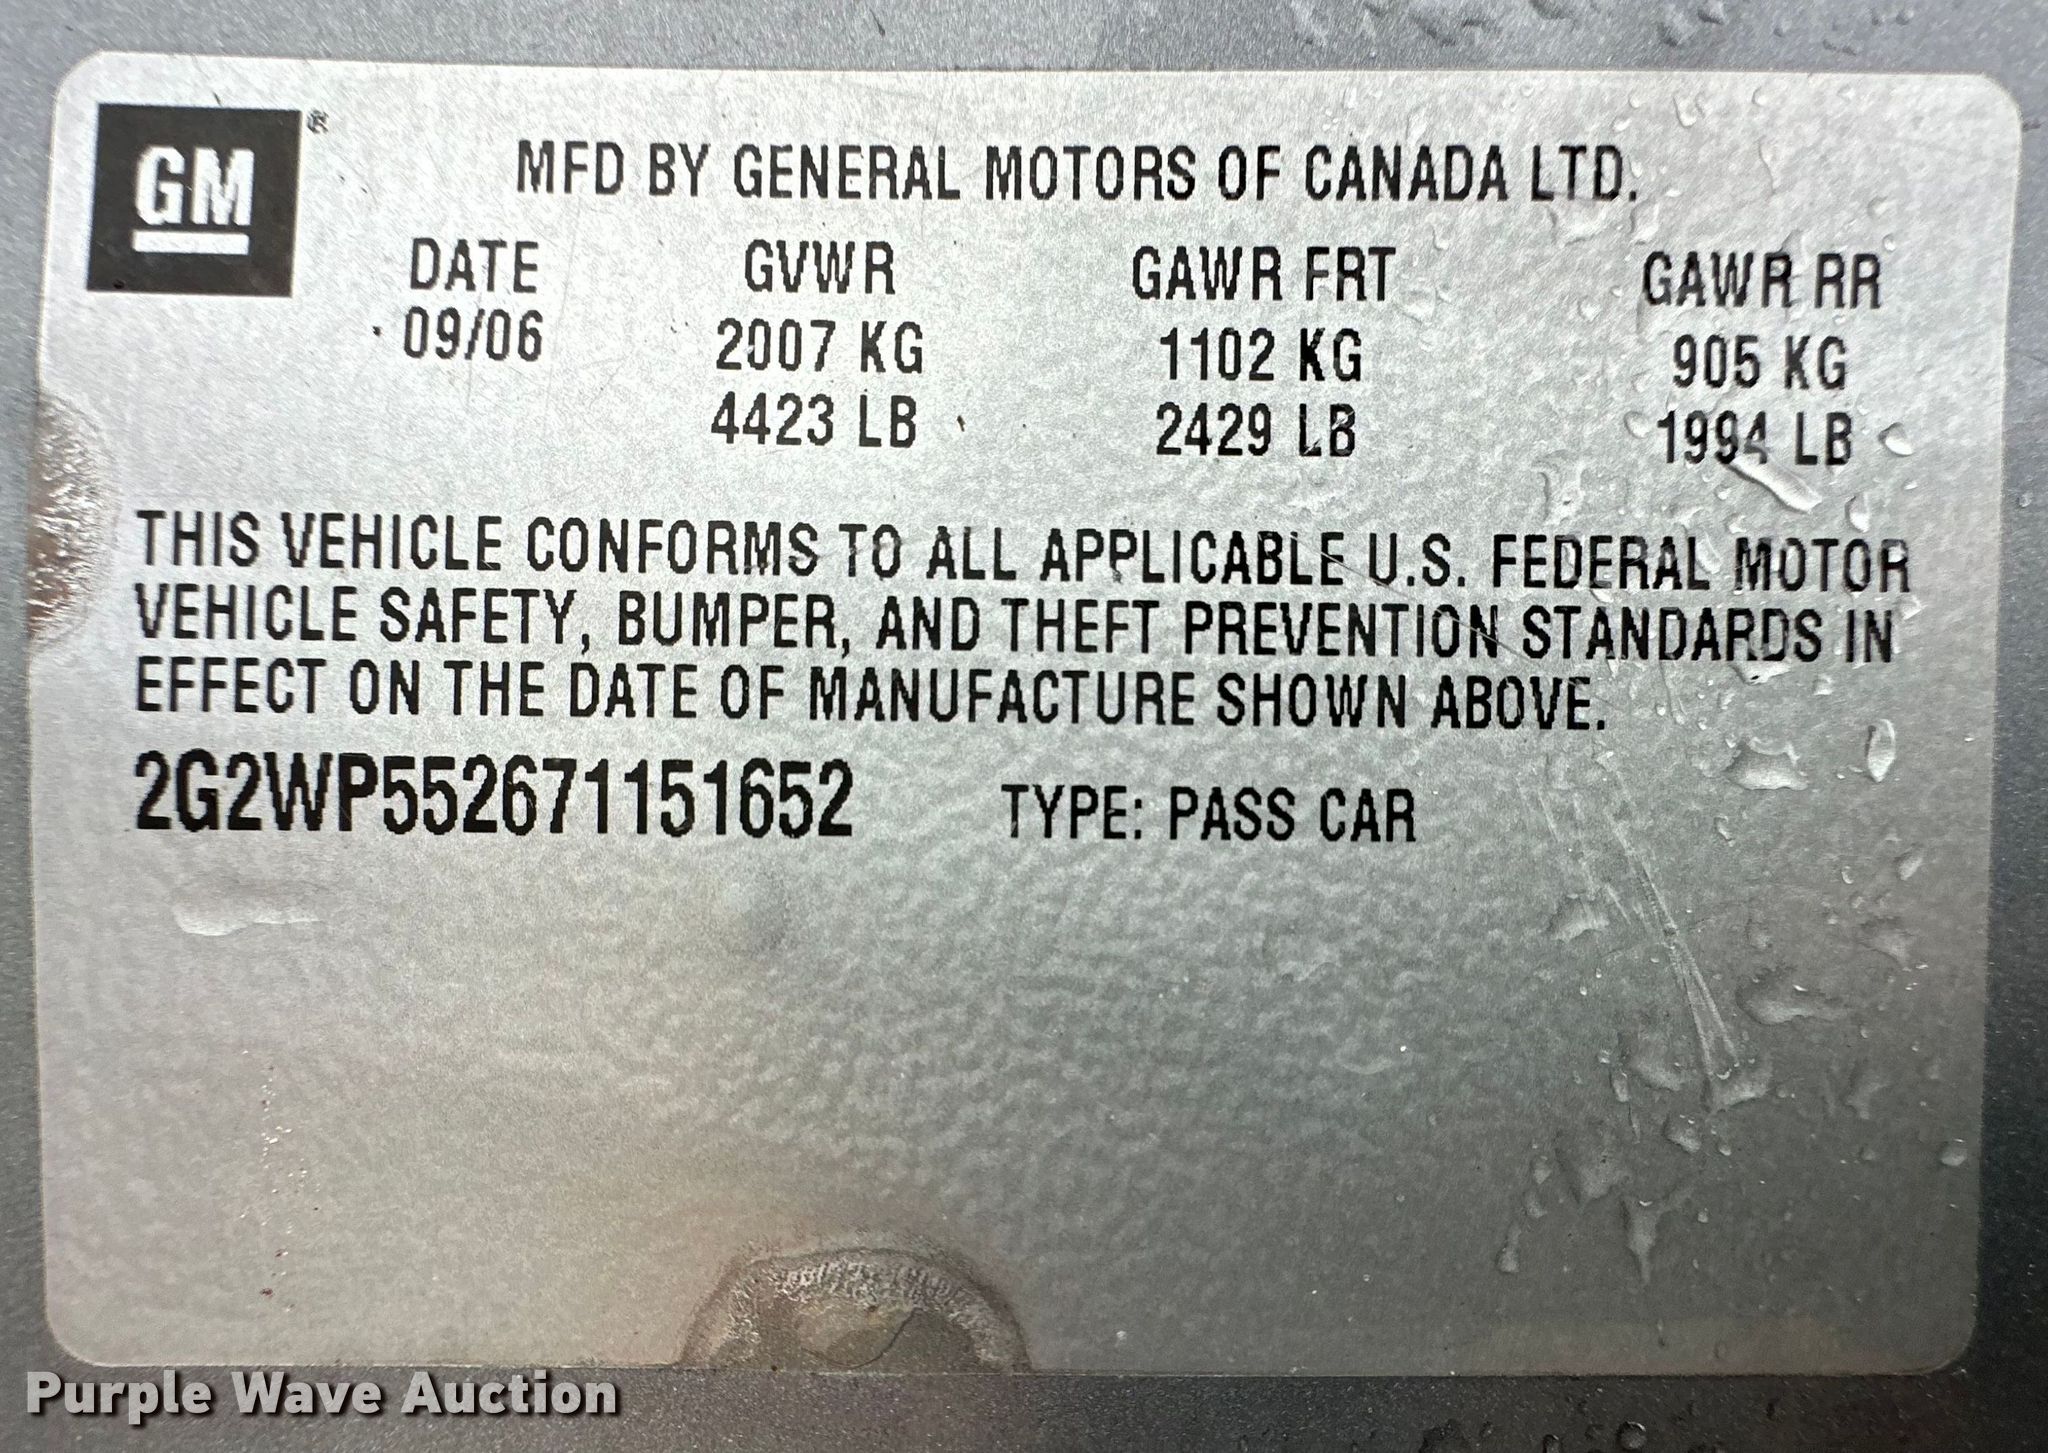 GM®
MFD BY GENERAL MOTORS OF CANADA LTD.
DATE GVWR GAWR FRT GAWR RR
09/06 2007 KG 1102 KG 905 KG
4423 LB 2429 LB 1994 LB
THIS VEHICLE CONFORMS TO ALL APPLICABLE U.S. FEDERAL MOTOR
VEHICLE SAFETY, BUMPER, AND THEFT PREVENTION STANDARDS IN
EFFECT ON THE DATE OF MANUFACTURE SHOWN ABOVE.
2G2WP552671151652 TYPE: PASS CAR
Purple Wave Auction